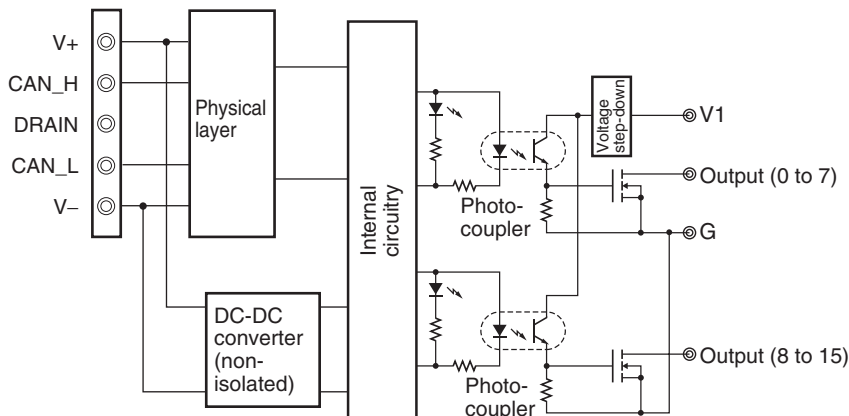 V+
CAN_H
DRAIN
CAN_L
V–
Physical
layer
DC-DC
converter
(non-
isolated)
Internal
circuitry
Photo-
coupler
Voltage
step-down
V1
Output (0 to 7)
G
Photo-
coupler
Output (8 to 15)